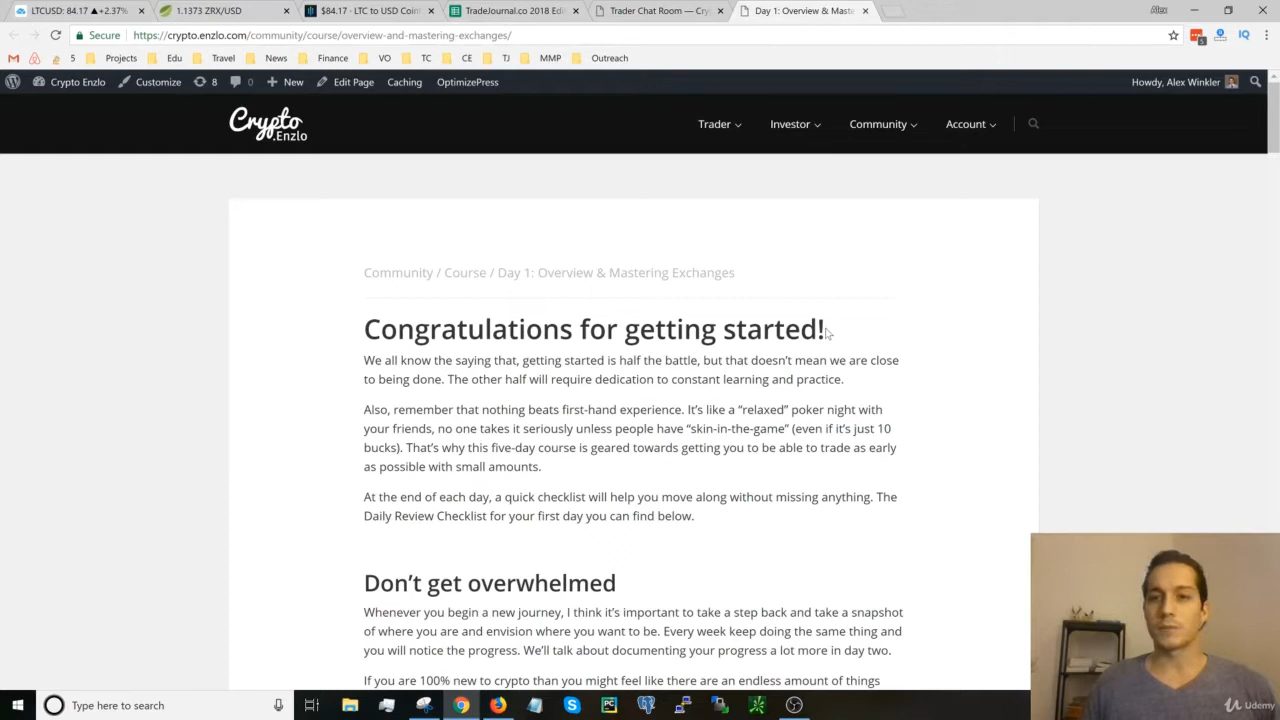 LTCUSD: 84.17 ▲+2.37%
1.1373 ZRX/USD
$84.17 · LTC to USD Coin
TradeJournal.co 2018 Edi
Trader Chat Room — Cryp
Day 1: Overview & Maste
Secure
https://crypto.enzlo.com/community/course/overview-and-mastering-exchanges/
5
Projects
Edu
Travel
News
Finance
VO
TC
CE
TJ
MMP
Outreach
Crypto Enzlo
Customize
8
0
New
Edit Page
Caching
OptimizePress
Howdy, Alex Winkler
Crypto
.Enzlo
Trader
Investor
Community
Account
Community / Course / Day 1: Overview & Mastering Exchanges
Congratulations for getting started!
We all know the saying that, getting started is half the battle, but that doesn't mean we are close
to being done. The other half will require dedication to constant learning and practice.
Also, remember that nothing beats first-hand experience. It's like a “relaxed” poker night with
your friends, no one takes it seriously unless people have “skin-in-the-game” (even if it's just 10
bucks). That's why this five-day course is geared towards getting you to be able to trade as early
as possible with small amounts.
At the end of each day, a quick checklist will help you move along without missing anything. The
Daily Review Checklist for your first day you can find below.
Don't get overwhelmed
Whenever you begin a new journey, I think it's important to take a step back and take a snapshot
of where you are and envision where you want to be. Every week keep doing the same thing and
you will notice the progress. We'll talk about documenting your progress a lot more in day two.
If you are 100% new to crypto than you might feel like there are an endless amount of things
Type here to search
Udemy